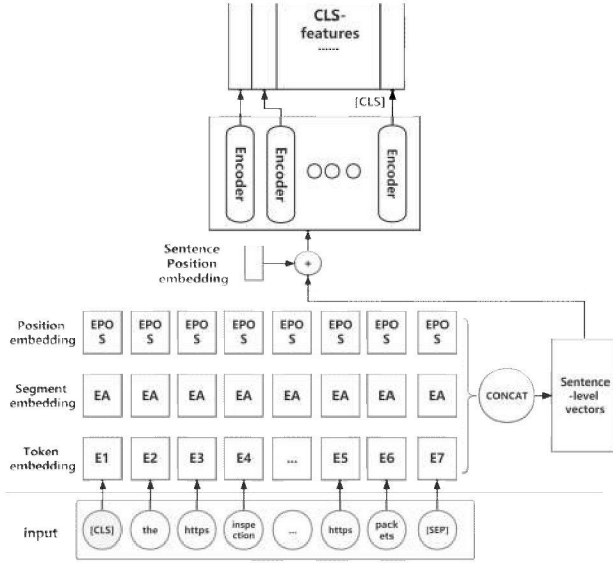 CLS-
features
......
[CLS]
Encoder
Encoder
Encoder
Sentence
Position
embedding
+
Position
embedding
EPO
S
EPO
S
EPO
S
EPO
S
EPO
S
EPO
S
EPO
S
EPO
S
Segment
embedding
EA
EA
EA
EA
EA
EA
EA
EA
CONCAT
Sentence
-level
vectors
Token
embedding
E1
E2
E3
E4
...
E5
E6
E7
input
[CLS]
the
https
inspe
ction
...
https
pack
ets
[SEP]